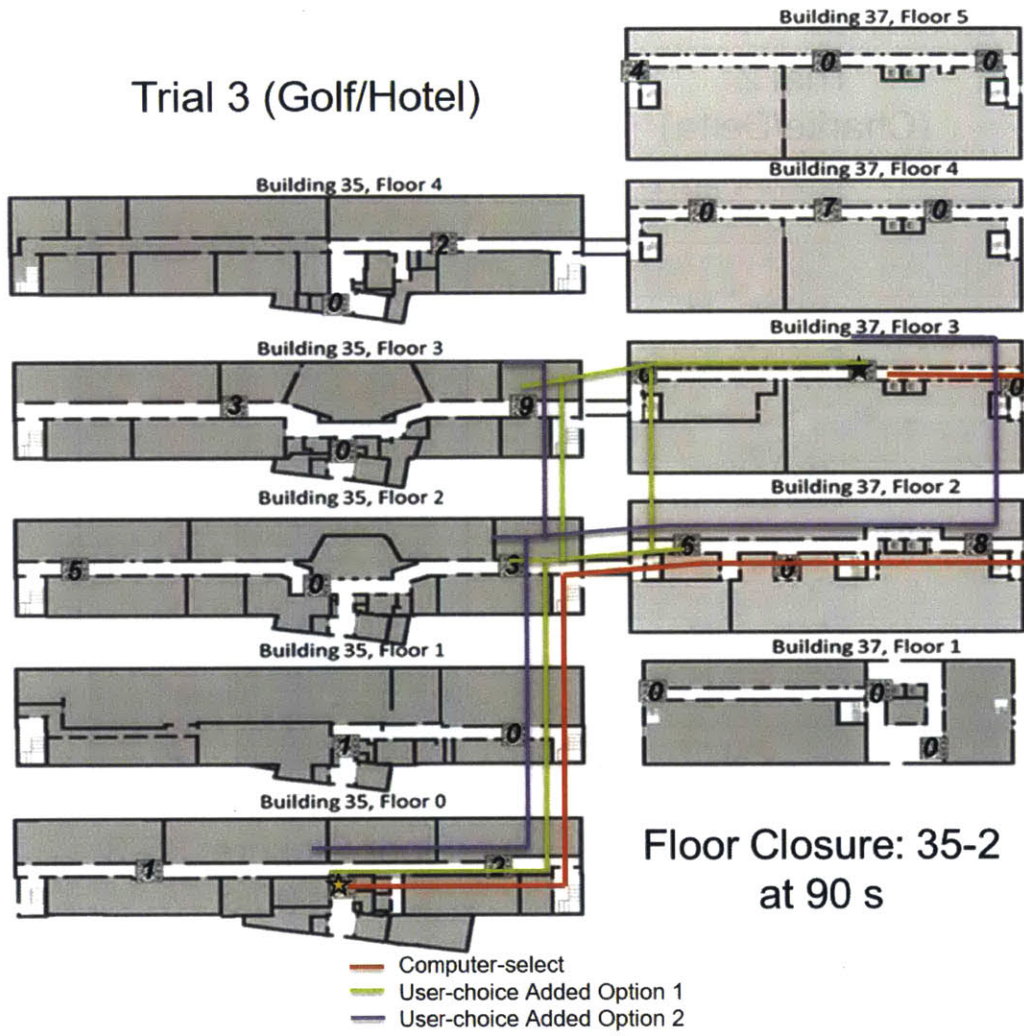 Trial 3 (Golf/Hotel)
Building 37, Floor 5
4 0 0
Building 37, Floor 4
0 7 0
Building 35, Floor 4
2
0
Building 37, Floor 3
0
Building 35, Floor 3
3 9
0
Building 37, Floor 2
6 8
0
Building 35, Floor 2
5 0
Building 37, Floor 1
0 0
0
Building 35, Floor 1
1 0
Building 35, Floor 0
1 2
Floor Closure: 35-2
at 90 s
Computer-select
User-choice Added Option 1
User-choice Added Option 2